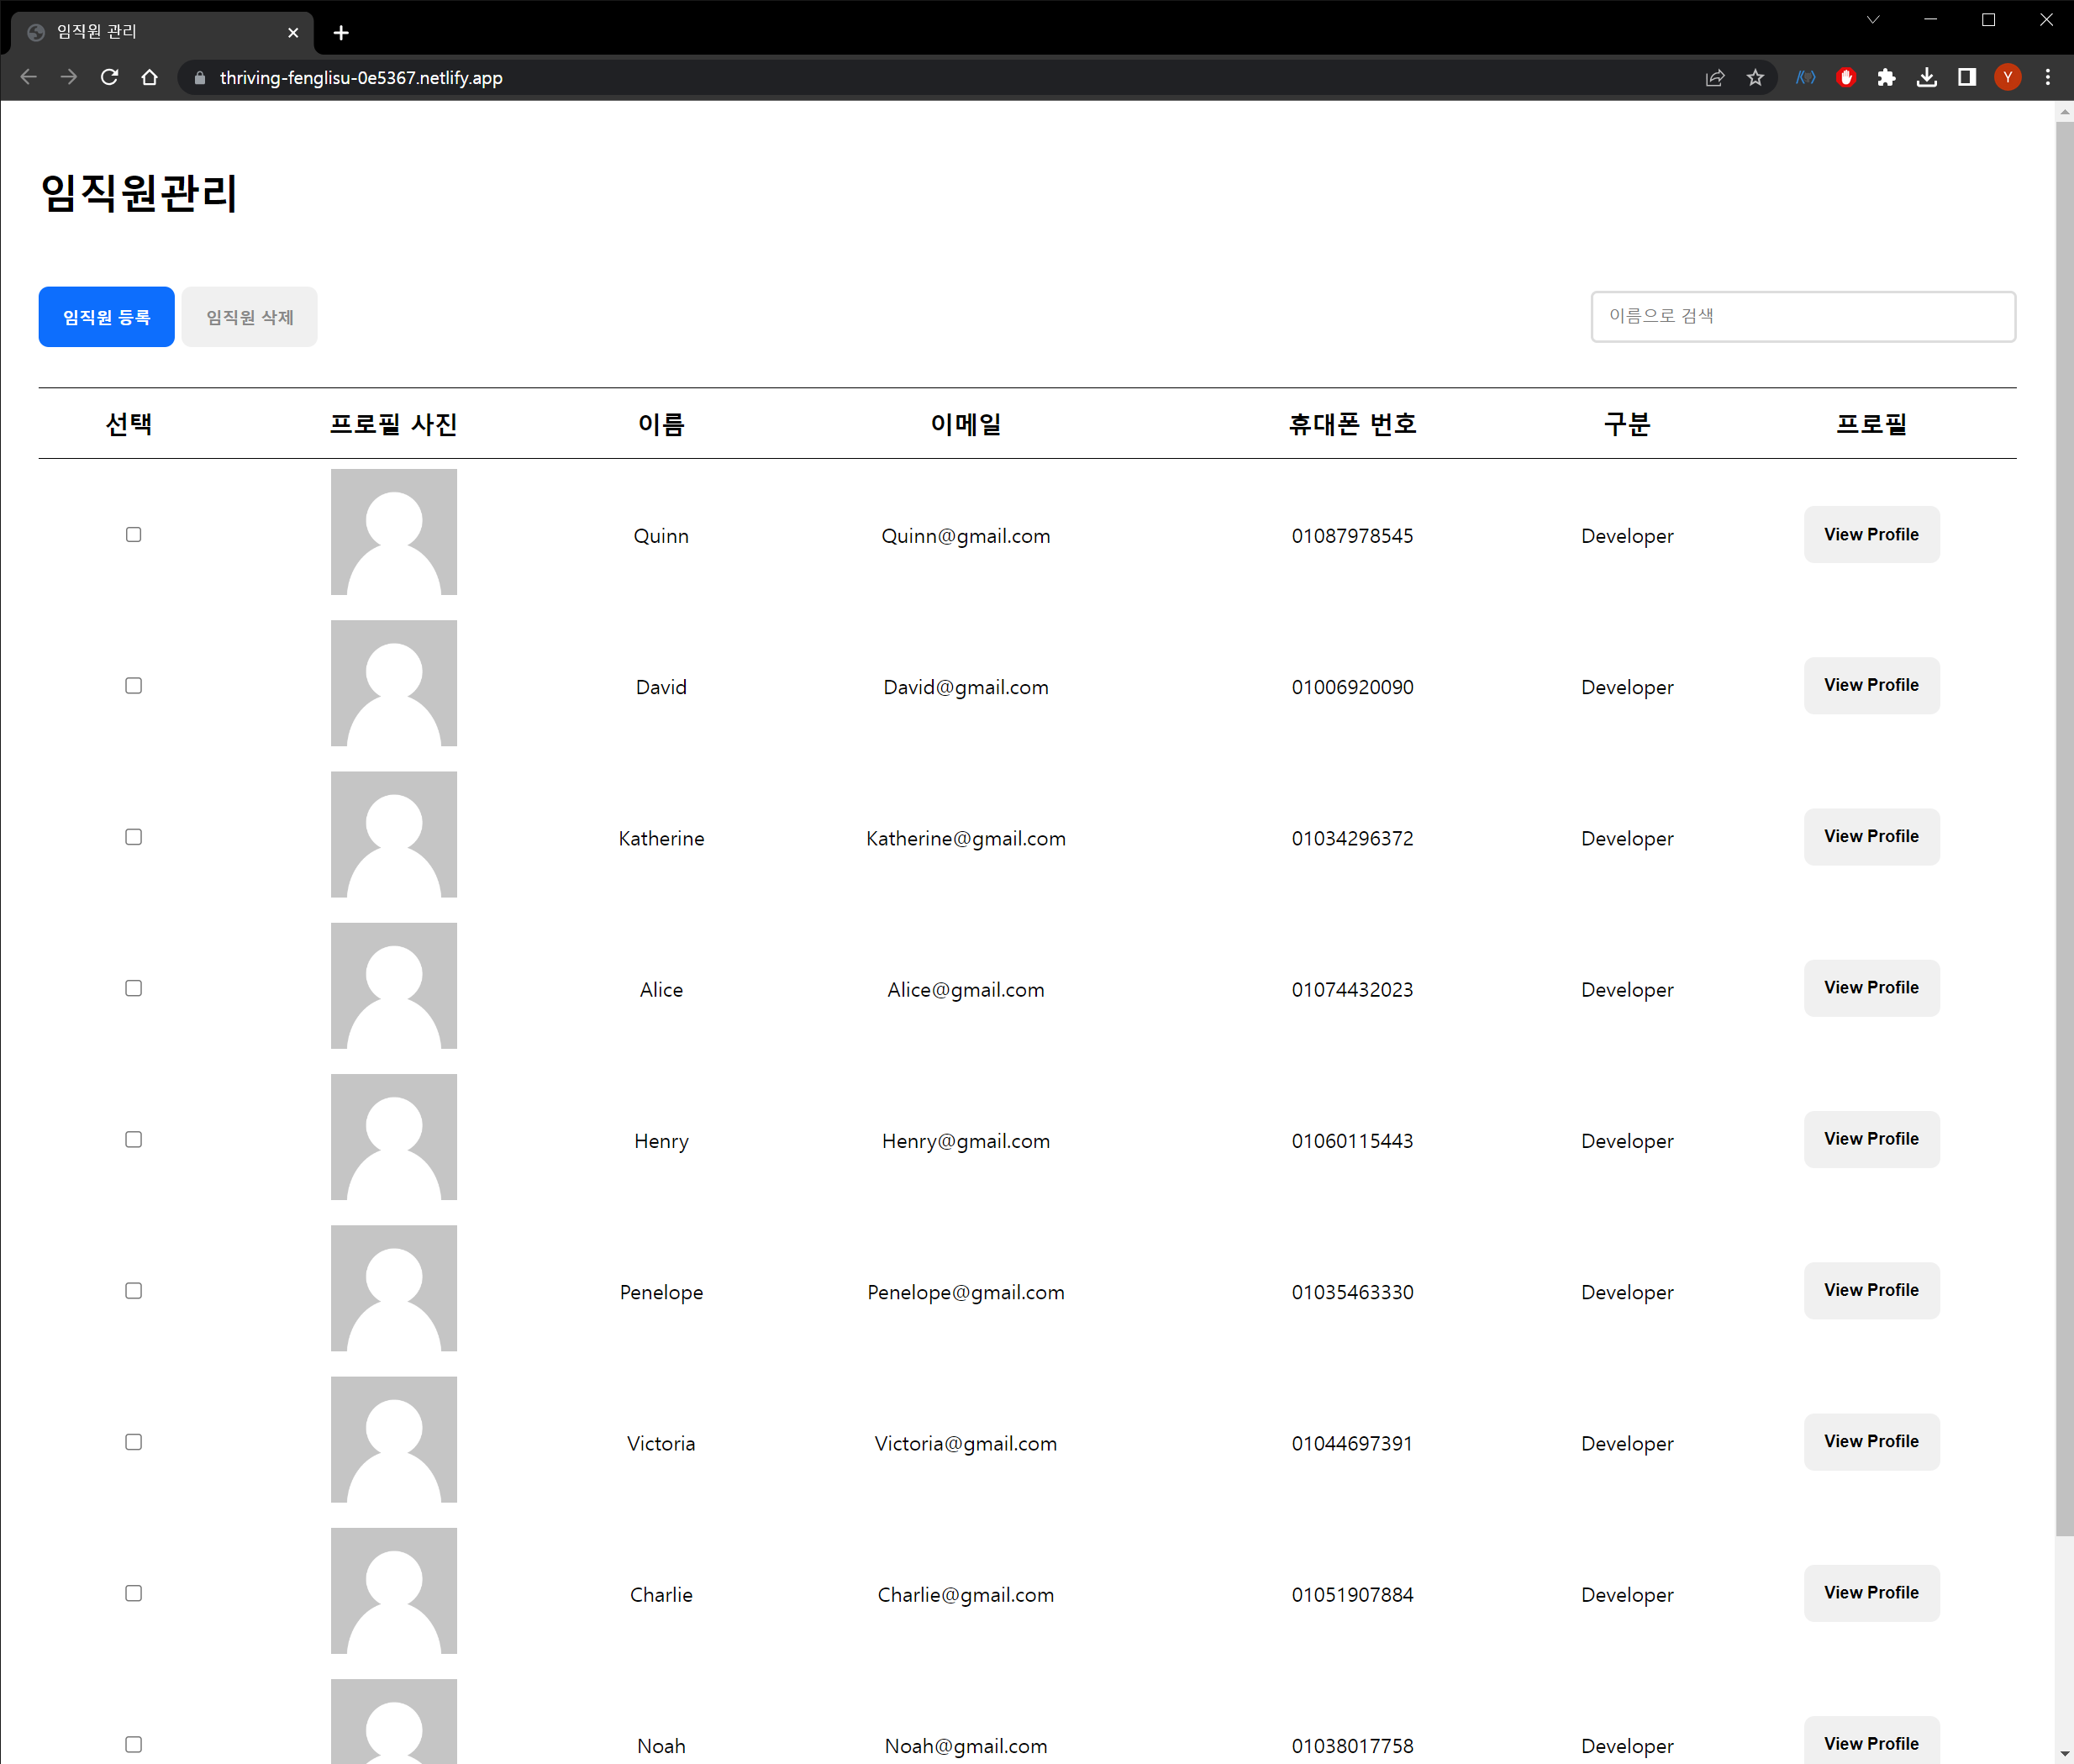 임직원 관리
thriving-fenglisu-0e5367.netlify.app
Y
임직원관리
임직원 등록 임직원 삭제 이름으로 검색
선택 프로필 사진 이름 이메일 휴대폰 번호 구분 프로필
Quinn Quinn@gmail.com 01087978545 Developer View Profile
David David@gmail.com 01006920090 Developer View Profile
Katherine Katherine@gmail.com 01034296372 Developer View Profile
Alice Alice@gmail.com 01074432023 Developer View Profile
Henry Henry@gmail.com 01060115443 Developer View Profile
Penelope Penelope@gmail.com 01035463330 Developer View Profile
Victoria Victoria@gmail.com 01044697391 Developer View Profile
Charlie Charlie@gmail.com 01051907884 Developer View Profile
Noah Noah@gmail.com 01038017758 Developer View Profile